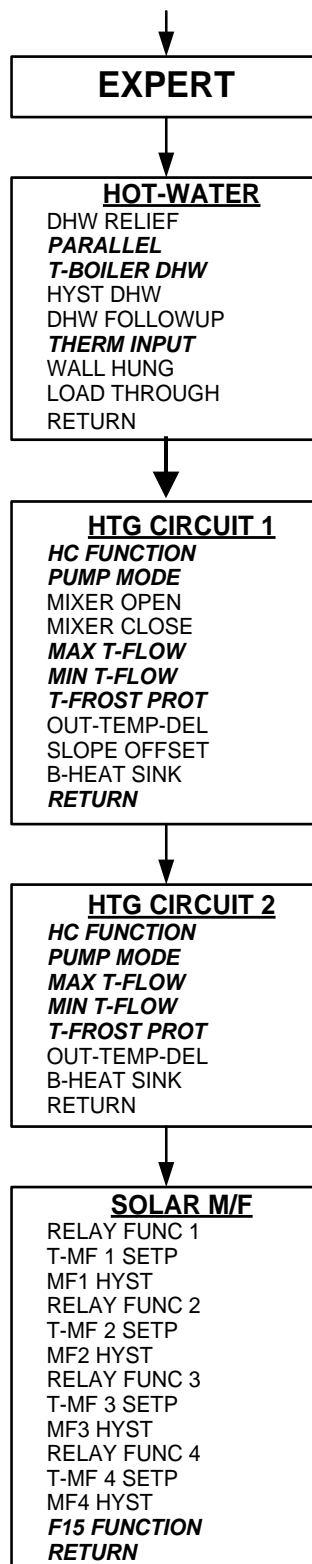 EXPERT
HOT-WATER
DHW RELIEF
PARALLEL
T-BOILER DHW
HYST DHW
DHW FOLLOWUP
THERM INPUT
WALL HUNG
LOAD THROUGH
RETURN
HTG CIRCUIT 1
HC FUNCTION
PUMP MODE
MIXER OPEN
MIXER CLOSE
MAX T-FLOW
MIN T-FLOW
T-FROST PROT
OUT-TEMP-DEL
SLOPE OFFSET
B-HEAT SINK
RETURN
HTG CIRCUIT 2
HC FUNCTION
PUMP MODE
MAX T-FLOW
MIN T-FLOW
T-FROST PROT
OUT-TEMP-DEL
B-HEAT SINK
RETURN
SOLAR M/F
RELAY FUNC 1
T-MF 1 SETP
MF1 HYST
RELAY FUNC 2
T-MF 2 SETP
MF2 HYST
RELAY FUNC 3
T-MF 3 SETP
MF3 HYST
RELAY FUNC 4
T-MF 4 SETP
MF4 HYST
F15 FUNCTION
RETURN